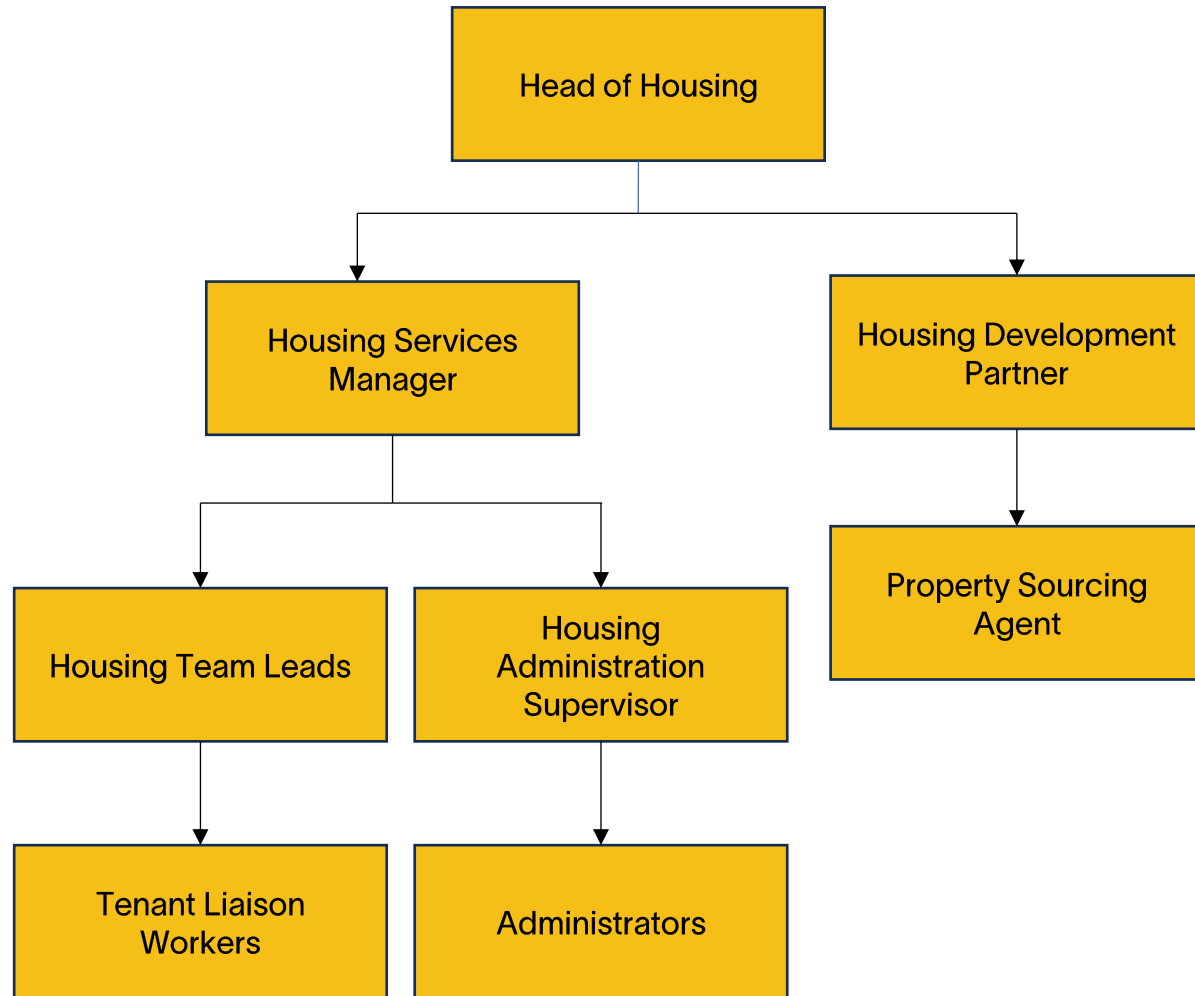 Head of Housing
Housing Services
Manager
Housing Development
Partner
Housing Team Leads
Housing
Administration
Supervisor
Property Sourcing
Agent
Tenant Liaison
Workers
Administrators